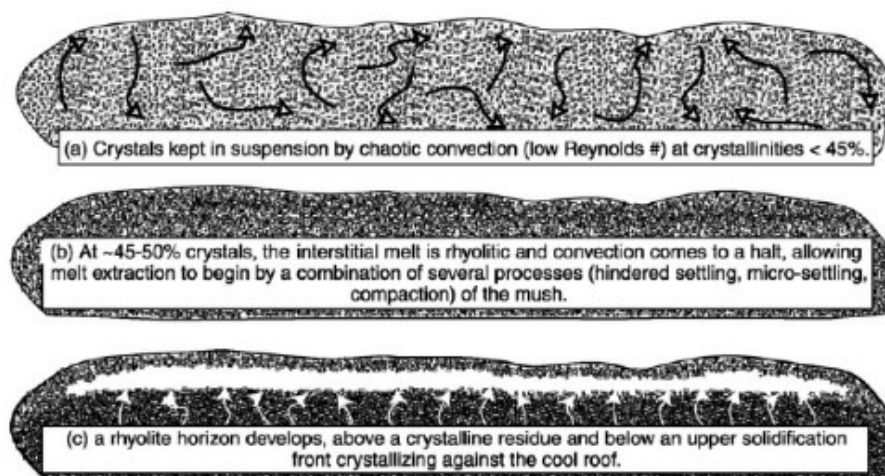 (a) Crystals kept in suspension by chaotic convection (low Reynolds #) at crystallinities < 45%.
(b) At ~45-50% crystals, the interstitial melt is rhyolitic and convection comes to a halt, allowing
melt extraction to begin by a combination of several processes (hindered settling, micro-settling,
compaction) of the mush.
(c) a rhyolite horizon develops, above a crystalline residue and below an upper solidification
front crystallizing against the cool roof.